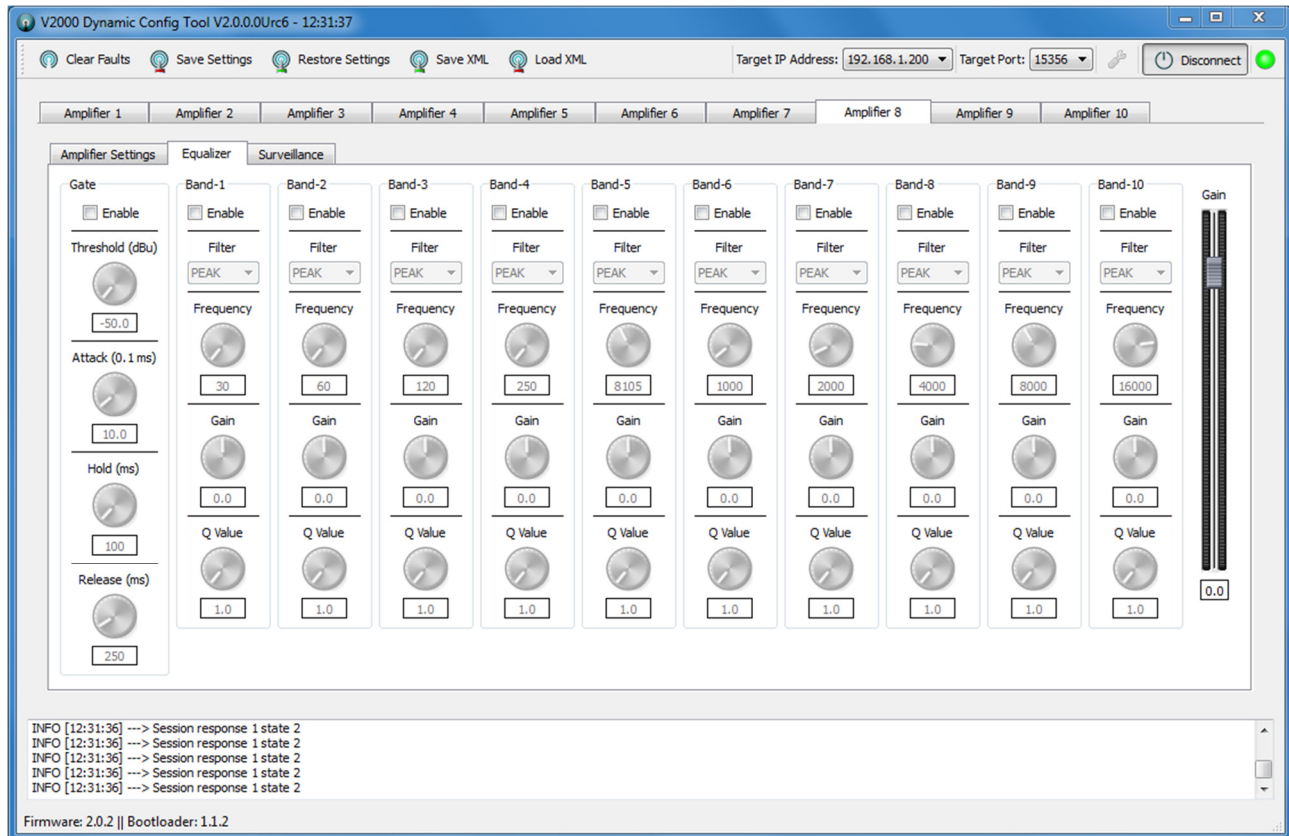 V2000 Dynamic Config Tool V2.0.0.0Urc6 - 12:31:37
Clear Faults Save Settings Restore Settings Save XML Load XML Target IP Address: 192.168.1.200 Target Port: 15356 Disconnect
Amplifier 1 Amplifier 2 Amplifier 3 Amplifier 4 Amplifier 5 Amplifier 6 Amplifier 7 Amplifier 8 Amplifier 9 Amplifier 10
Amplifier Settings Equalizer Surveillance
Gate Band-1 Band-2 Band-3 Band-4 Band-5 Band-6 Band-7 Band-8 Band-9 Band-10 Gain
Enable Enable Enable Enable Enable Enable Enable Enable Enable Enable Enable
Threshold (dBu) Filter Filter Filter Filter Filter Filter Filter Filter Filter Filter
PEAK PEAK PEAK PEAK PEAK PEAK PEAK PEAK PEAK PEAK
Frequency Frequency Frequency Frequency Frequency Frequency Frequency Frequency Frequency Frequency
-50.0
Attack (0.1 ms)
30 60 120 250 8105 1000 2000 4000 8000 16000
Gain Gain Gain Gain Gain Gain Gain Gain Gain Gain
10.0
Hold (ms)
0.0 0.0 0.0 0.0 0.0 0.0 0.0 0.0 0.0 0.0
Q Value Q Value Q Value Q Value Q Value Q Value Q Value Q Value Q Value Q Value
100
Release (ms)
0.0
1.0 1.0 1.0 1.0 1.0 1.0 1.0 1.0 1.0 1.0
250
INFO [12:31:36] ---> Session response 1 state 2
INFO [12:31:36] ---> Session response 1 state 2
INFO [12:31:36] ---> Session response 1 state 2
INFO [12:31:36] ---> Session response 1 state 2
INFO [12:31:36] ---> Session response 1 state 2
Firmware: 2.0.2 || Bootloader: 1.1.2